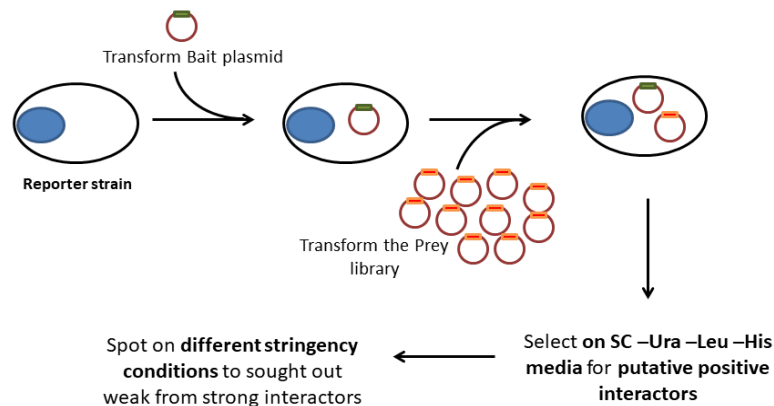 Transform Bait plasmid
Reporter strain
Transform the Prey
library
Select on SC –Ura –Leu –His
media for putative positive
interactors
Spot on different stringency
conditions to sought out
weak from strong interactors